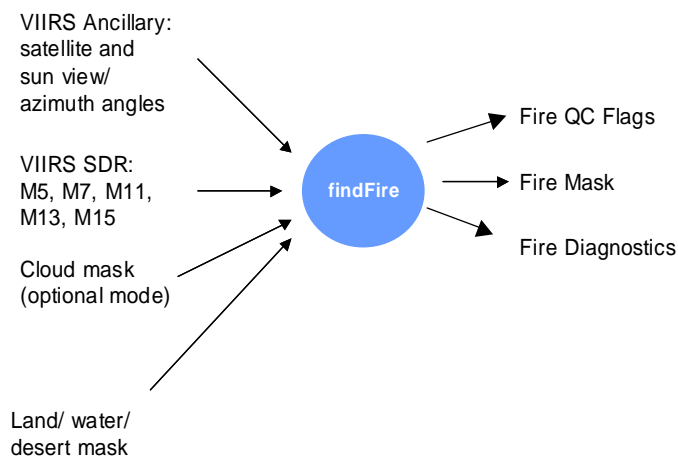 VIIRS Ancillary:
satellite and
sun view/
azimuth angles
VIIRS SDR:
M5, M7, M11,
M13, M15
Cloud mask
(optional mode)
Land/ water/
desert mask
findFire
Fire QC Flags
Fire Mask
Fire Diagnostics